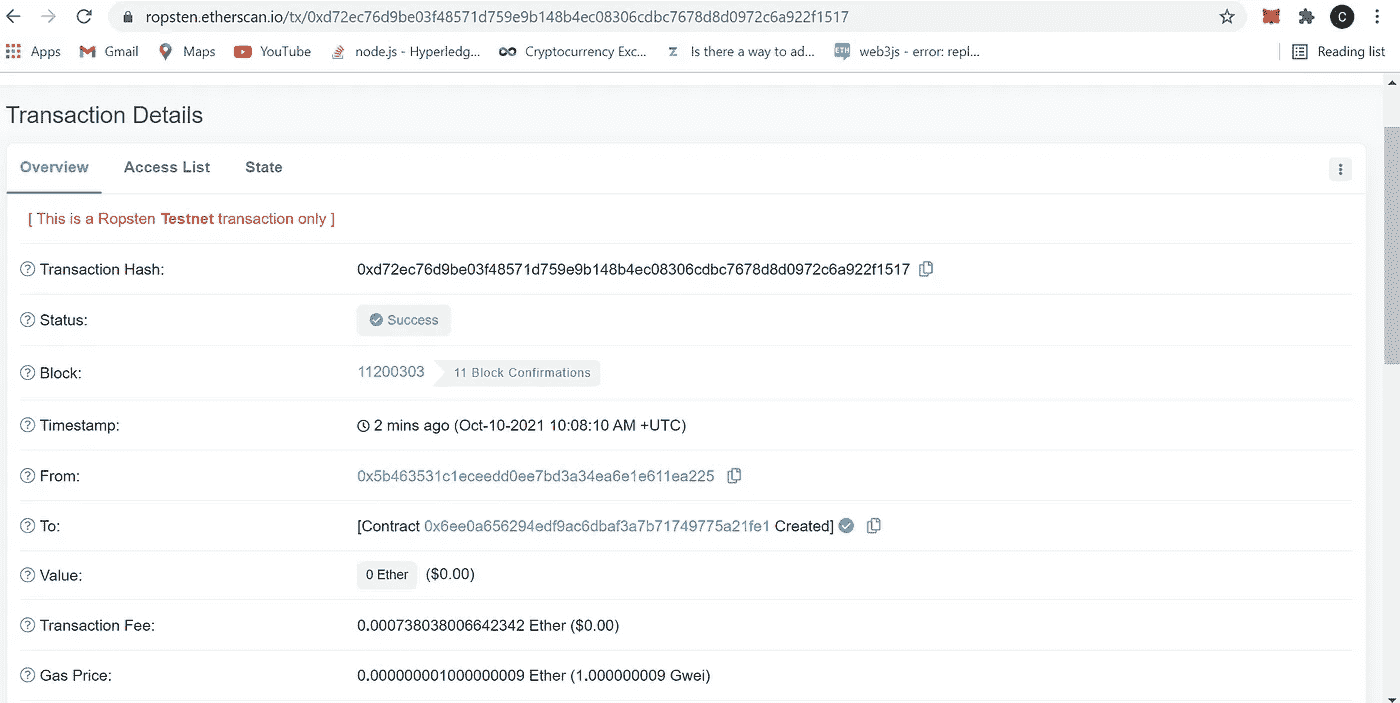 ropsten.etherscan.io/tx/0xd72ec76d9be03f48571d759e9b148b4ec08306cdbc7678d8d0972c6a922f1517 C
Apps Gmail Maps YouTube node.js - Hyperledg... Cryptocurrency Exc... Z Is there a way to ad... ETH web3js - error: repl... Reading list
Transaction Details
Overview Access List State
[ This is a Ropsten Testnet transaction only ]
? Transaction Hash: 0xd72ec76d9be03f48571d759e9b148b4ec08306cdbc7678d8d0972c6a922f1517
? Status: Success
? Block: 11200303 11 Block Confirmations
? Timestamp: 2 mins ago (Oct-10-2021 10:08:10 AM +UTC)
? From: 0x5b463531c1eceedd0ee7bd3a34ea6e1e611ea225
? To: [Contract 0x6ee0a656294edf9ac6dbaf3a7b71749775a21fe1 Created]
? Value: 0 Ether ($0.00)
? Transaction Fee: 0.000738038006642342 Ether ($0.00)
? Gas Price: 0.000000001000000009 Ether (1.000000009 Gwei)